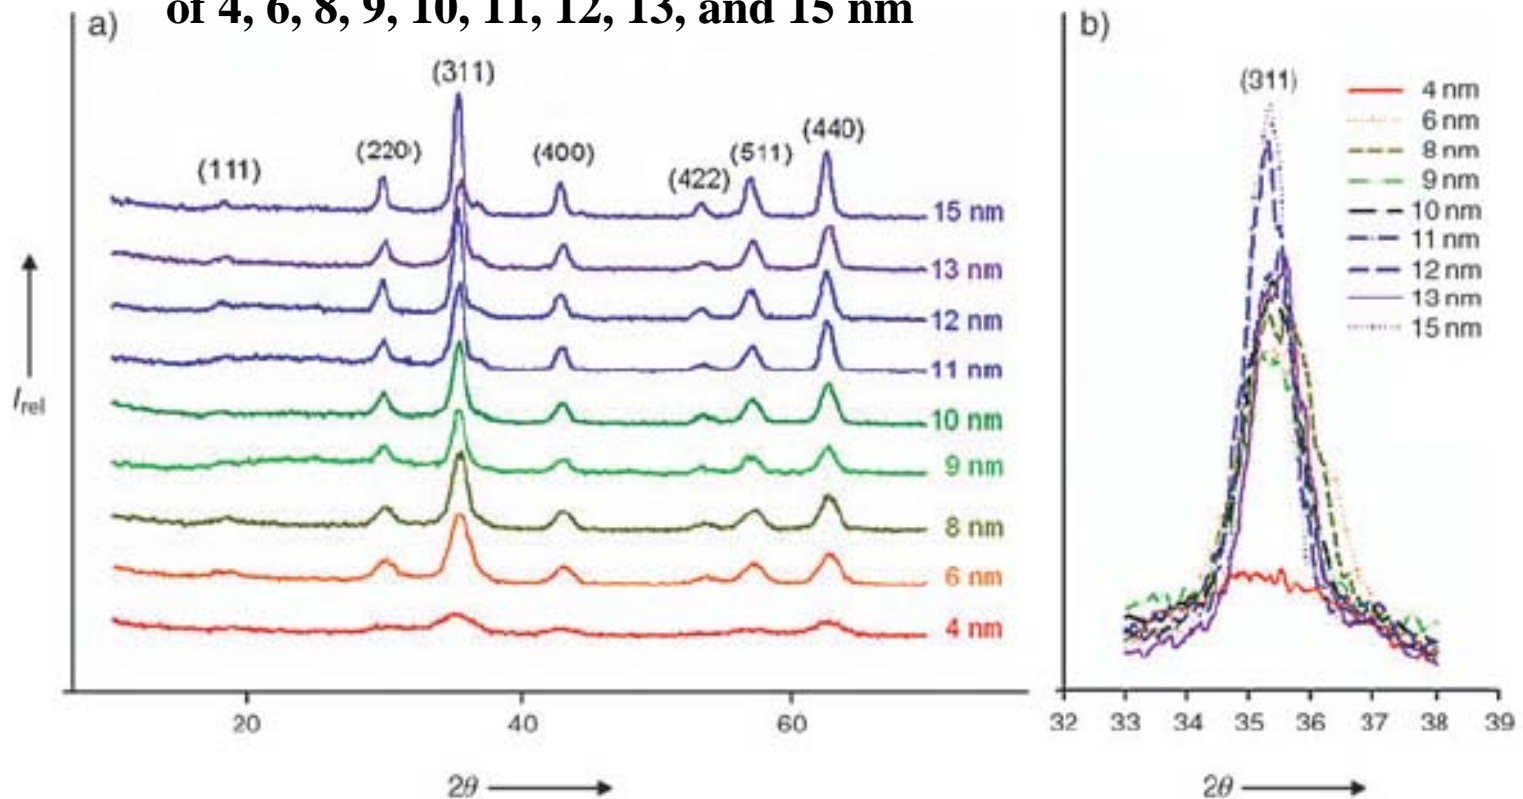 of 4, 6, 8, 9, 10, 11, 12, 13, and 15 nm
a)
(311)
(440)
(220)
(400)
(511)
(111)
(422)
15 nm
13 nm
12 nm
11 nm
10 nm
9 nm
8 nm
6 nm
4 nm
Irel
20 40 60
2θ
b)
(311)
4 nm
6 nm
8 nm
9 nm
10 nm
11 nm
12 nm
13 nm
15 nm
32 33 34 35 36 37 38 39
2θ